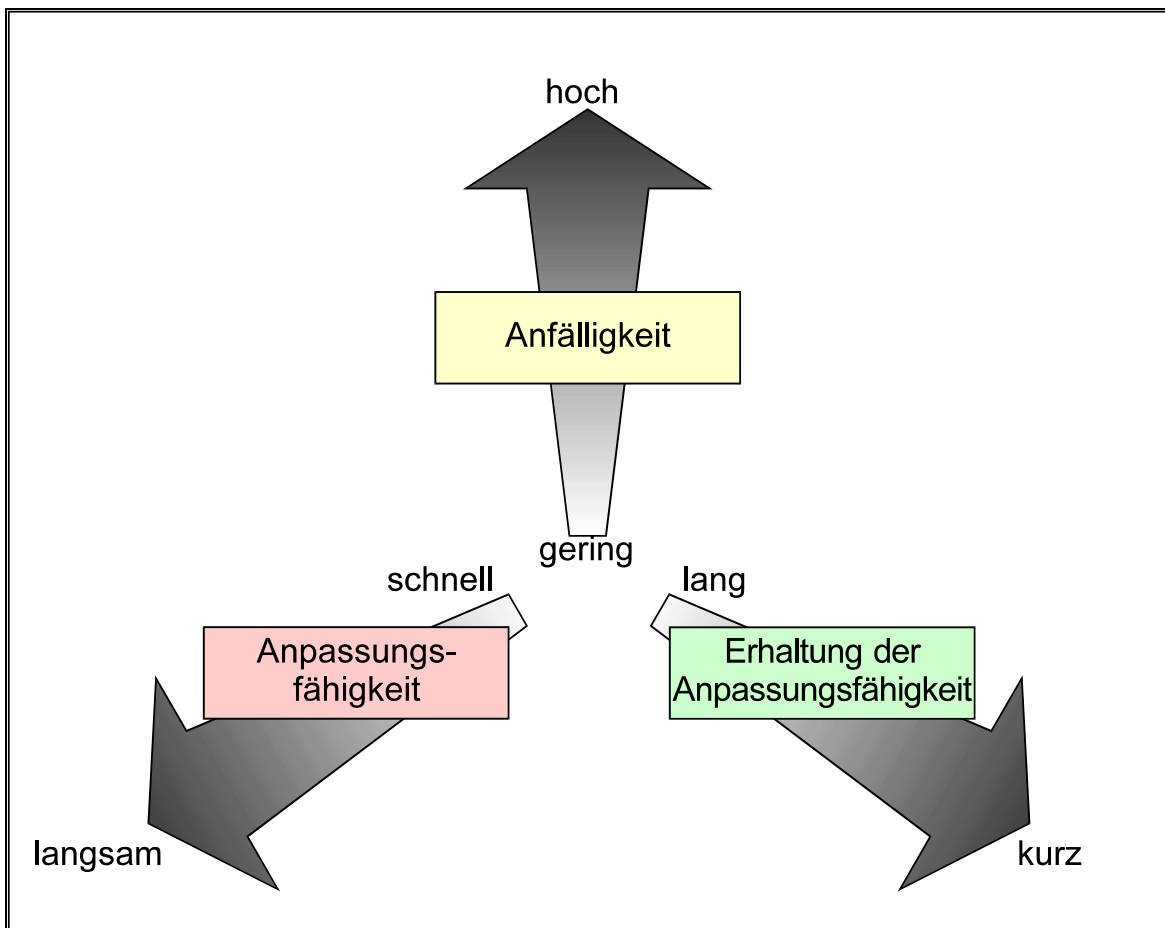 hoch
Anfälligkeit
gering
schnell
lang
Anpassungs-
fähigkeit
Erhaltung der
Anpassungsfähigkeit
langsam
kurz